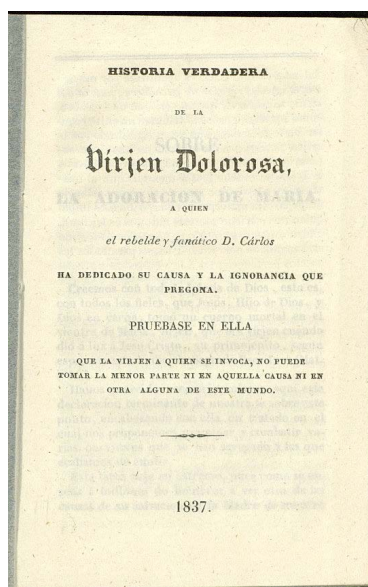 HISTORIA VERDADERA
DE LA
Vírjen Dolorosa,
A QUIEN
el rebelde y fanático D. Cárlos
HA DEDICADO SU CAUSA Y LA IGNORANCIA QUE
PREGONA.
PRUEBASE EN ELLA
QUE LA VIRJEN A QUIEN SE INVOCA, NO PUEDE
TOMAR LA MENOR PARTE NI EN AQUELLA CAUSA NI EN
OTRA ALGUNA DE ESTE MUNDO.
1837.